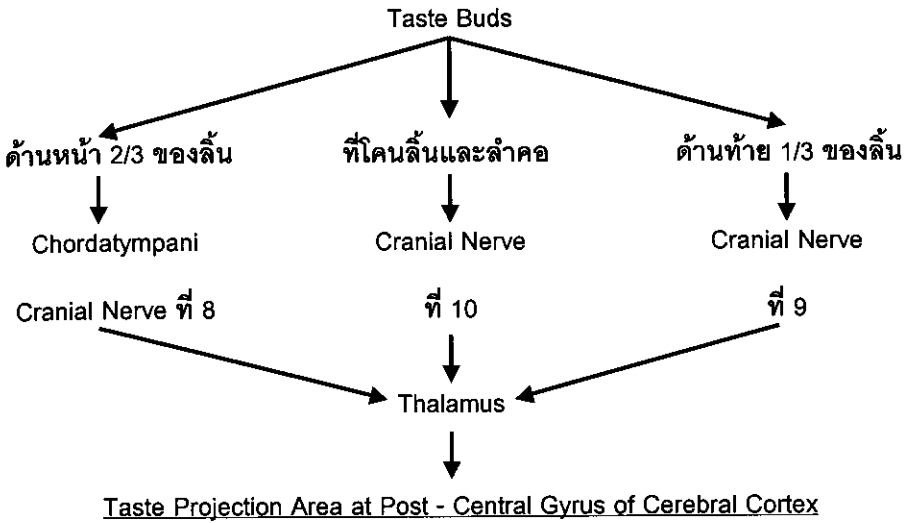 Taste Buds
ด้านหน้า 2/3 ของลิ้น ที่โคนลิ้นและลำคอ ด้านท้าย 1/3 ของลิ้น
Chordatympani Cranial Nerve Cranial Nerve
Cranial Nerve ที่ 8 ที่ 10 ที่ 9
Thalamus
Taste Projection Area at Post - Central Gyrus of Cerebral Cortex